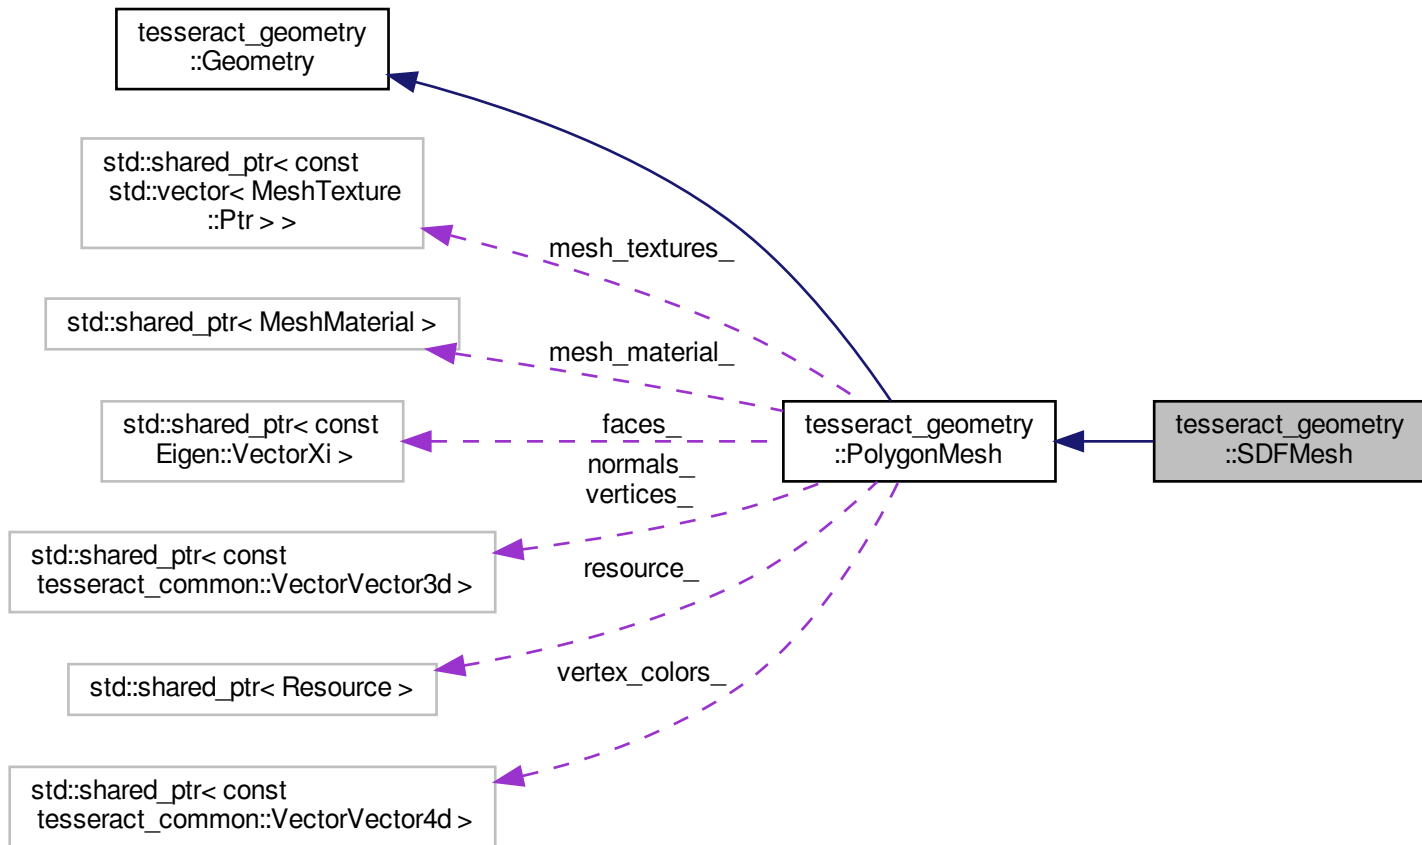 tesseract_geometry
::Geometry
std::shared_ptr< const
std::vector< MeshTexture
::Ptr > >
mesh_textures_
std::shared_ptr< MeshMaterial >
mesh_material_
std::shared_ptr< const
Eigen::VectorXi >
faces_
normals_
vertices_
tesseract_geometry
::PolygonMesh
tesseract_geometry
::SDFMesh
std::shared_ptr< const
tesseract_common::VectorVector3d >
resource_
std::shared_ptr< Resource >
vertex_colors_
std::shared_ptr< const
tesseract_common::VectorVector4d >